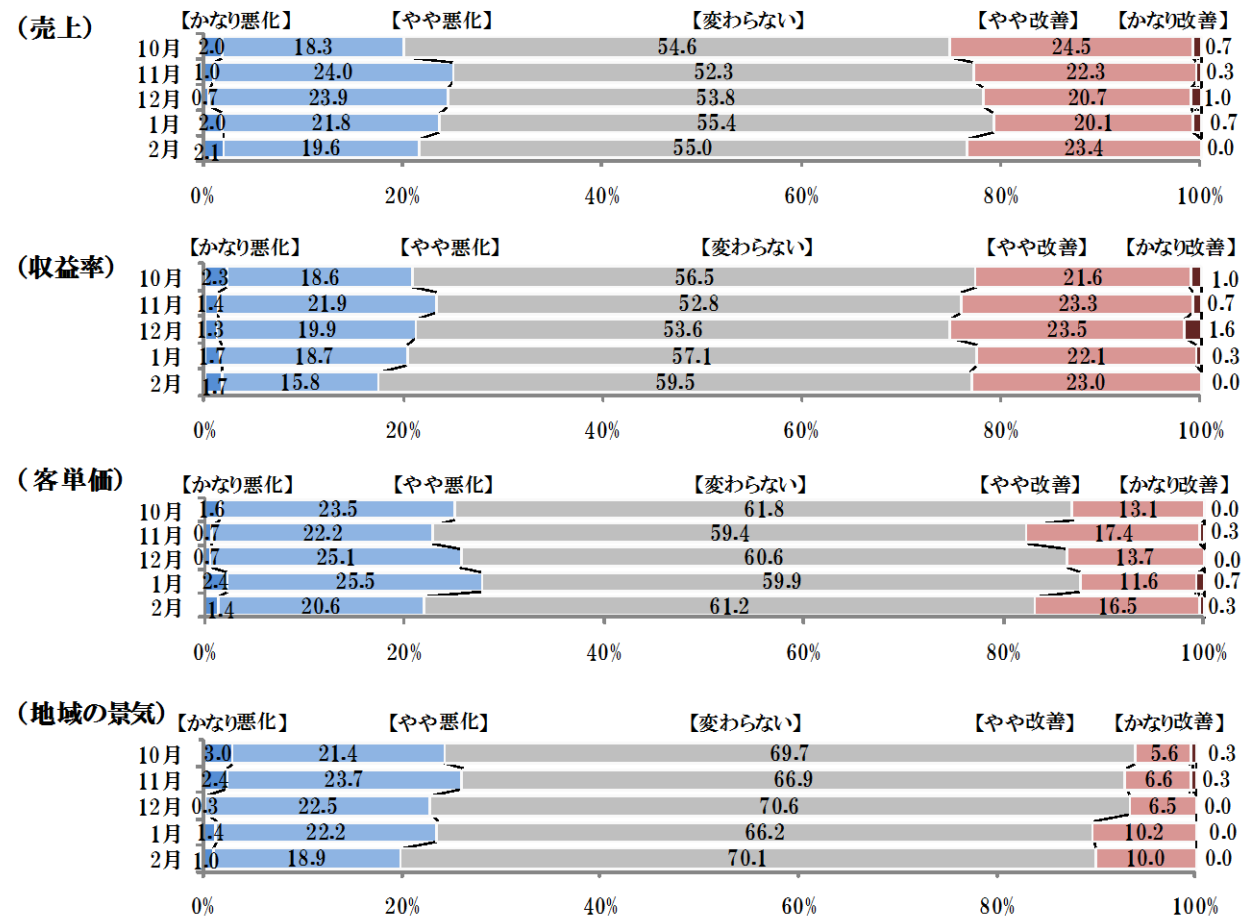 （売上）
【かなり悪化】 【やや悪化】 【変わらない】 【やや改善】 【かなり改善】
10月 2.0 18.3 54.6 24.5 0.7
11月 1.0 24.0 52.3 22.3 0.3
12月 0.7 23.9 53.8 20.7 1.0
1月 2.0 21.8 55.4 20.1 0.7
2月 2.1 19.6 55.0 23.4 0.0
0% 20% 40% 60% 80% 100%
（収益率）
【かなり悪化】 【やや悪化】 【変わらない】 【やや改善】 【かなり改善】
10月 2.3 18.6 56.5 21.6 1.0
11月 1.4 21.9 52.8 23.3 0.7
12月 1.3 19.9 53.6 23.5 1.6
1月 1.7 18.7 57.1 22.1 0.3
2月 1.7 15.8 59.5 23.0 0.0
0% 20% 40% 60% 80% 100%
（客単価）
【かなり悪化】 【やや悪化】 【変わらない】 【やや改善】 【かなり改善】
10月 1.6 23.5 61.8 13.1 0.0
11月 0.7 22.2 59.4 17.4 0.3
12月 0.7 25.1 60.6 13.7 0.0
1月 2.4 25.5 59.9 11.6 0.7
2月 1.4 20.6 61.2 16.5 0.3
0% 20% 40% 60% 80% 100%
（地域の景気）
【かなり悪化】 【やや悪化】 【変わらない】 【やや改善】 【かなり改善】
10月 3.0 21.4 69.7 5.6 0.3
11月 2.4 23.7 66.9 6.6 0.3
12月 0.3 22.5 70.6 6.5 0.0
1月 1.4 22.2 66.2 10.2 0.0
2月 1.0 18.9 70.1 10.0 0.0
0% 20% 40% 60% 80% 100%